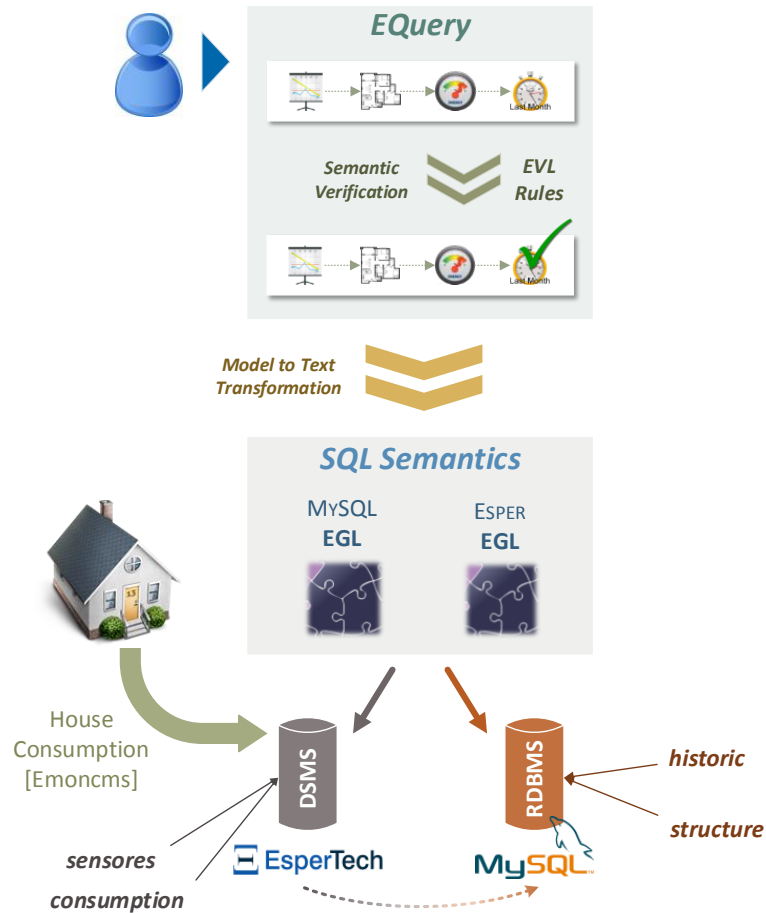 EQuery
Last Month
Semantic
Verification
EVL
Rules
Last Month
Model to Text
Transformation
SQL Semantics
MYSQL
EGL
ESPER
EGL
13
House
Consumption
[Emoncms]
DSMS
RDBMS
historic
structure
sensores
consumption
EsperTech
MySQL